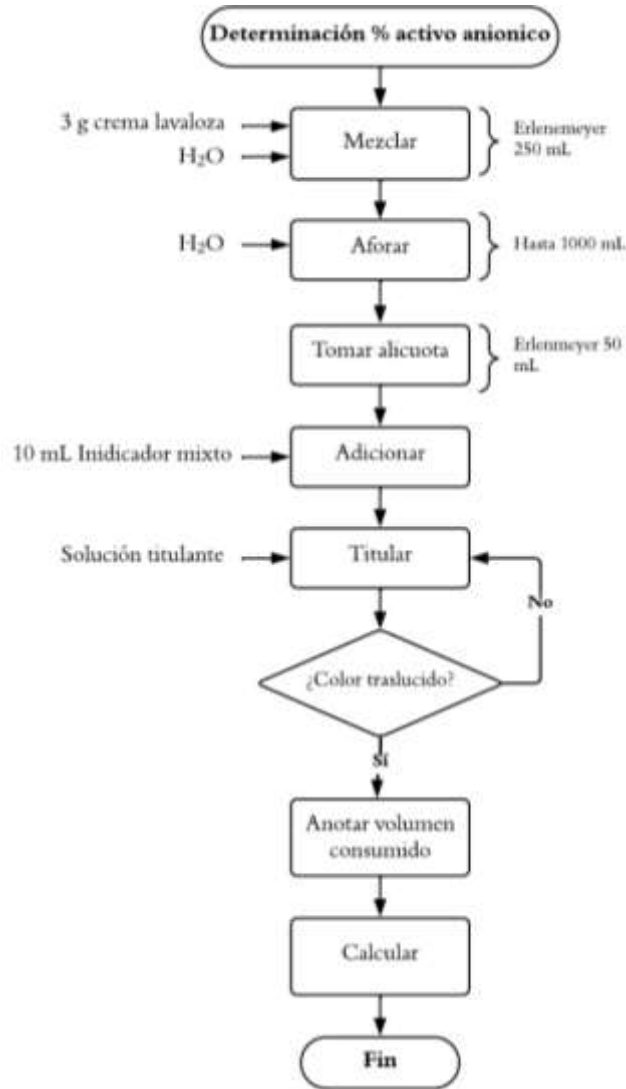 Determinación % activo anionico
3 g crema lavaloza
H₂O
Mezclar
Erlenemeyer
250 mL
H₂O
Aforar
Hasta 1000 mL
Tomar alicuota
Erlenmeyer 50
mL
10 mL Inidicador mixto
Adicionar
Solución titulante
Titular
No
¿Color traslucido?
Sí
Anotar volumen
consumido
Calcular
Fin